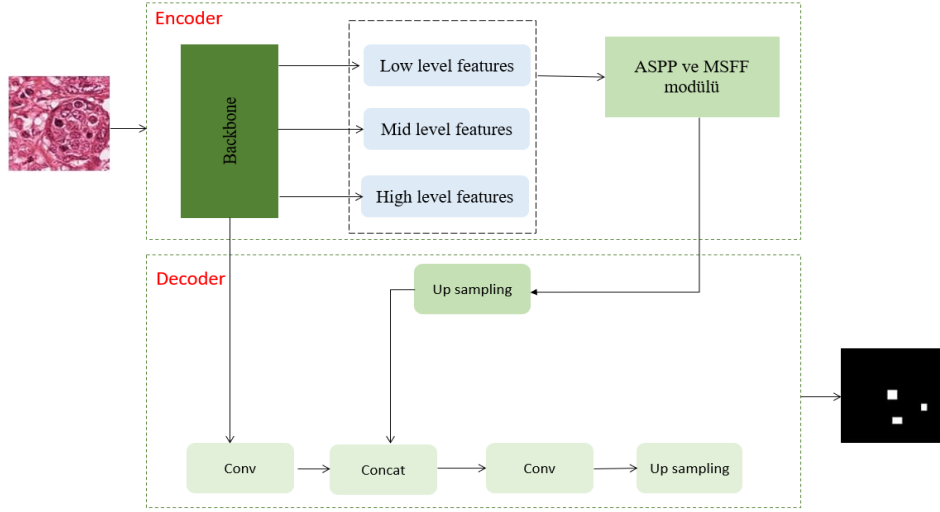 Encoder
Backbone
Low level features
Mid level features
High level features
ASPP ve MSFF
modülü
Decoder
Up sampling
Conv
Concat
Conv
Up sampling